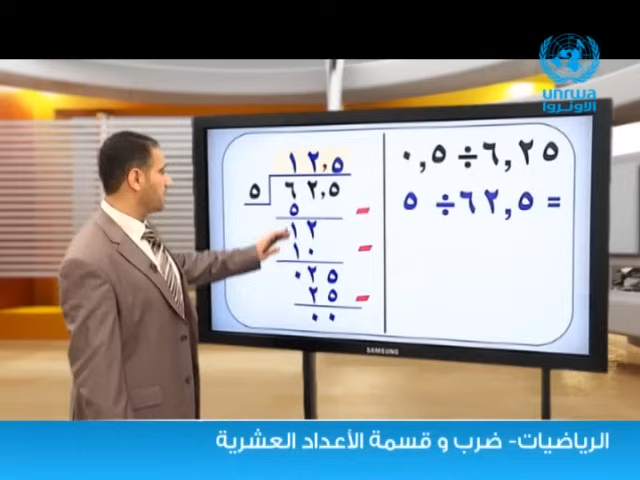 unrwa
الأونروا
٠,٥ ÷ ٦,٢٥
٥ ÷ ٦٢,٥ =
١٢,٥
٥ ٦٢,٥
٥ -
١٢
١٠ -
٠٢٥
٢٥ -
٠٠
SAMSUNG
الرياضيات- ضرب و قسمة الأعداد العشرية